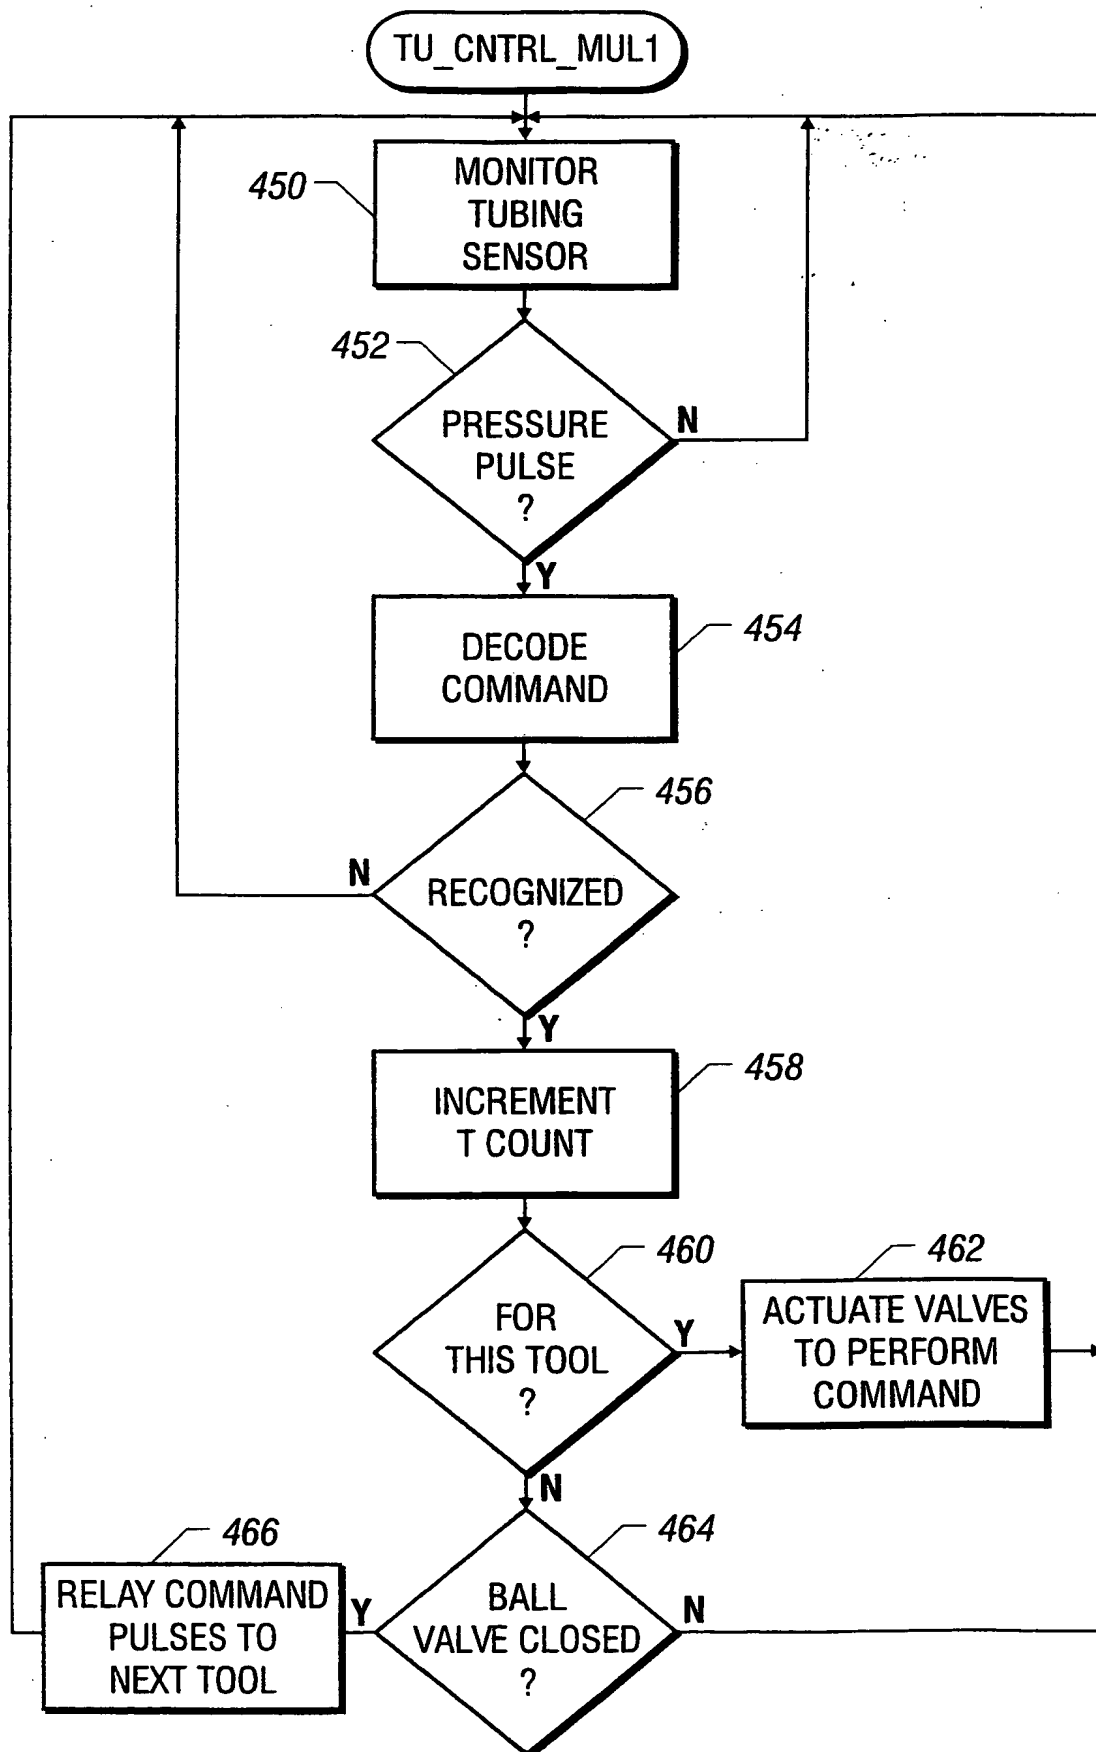 TU_CNTRL_MUL1
450
MONITOR
TUBING
SENSOR
452
PRESSURE
PULSE
?
N
Y
454
DECODE
COMMAND
456
N
RECOGNIZED
?
Y
458
INCREMENT
T COUNT
460
FOR
THIS TOOL
?
Y
462
ACTUATE VALVES
TO PERFORM
COMMAND
N
464
466
RELAY COMMAND
PULSES TO
NEXT TOOL
Y
BALL
VALVE CLOSED
?
N